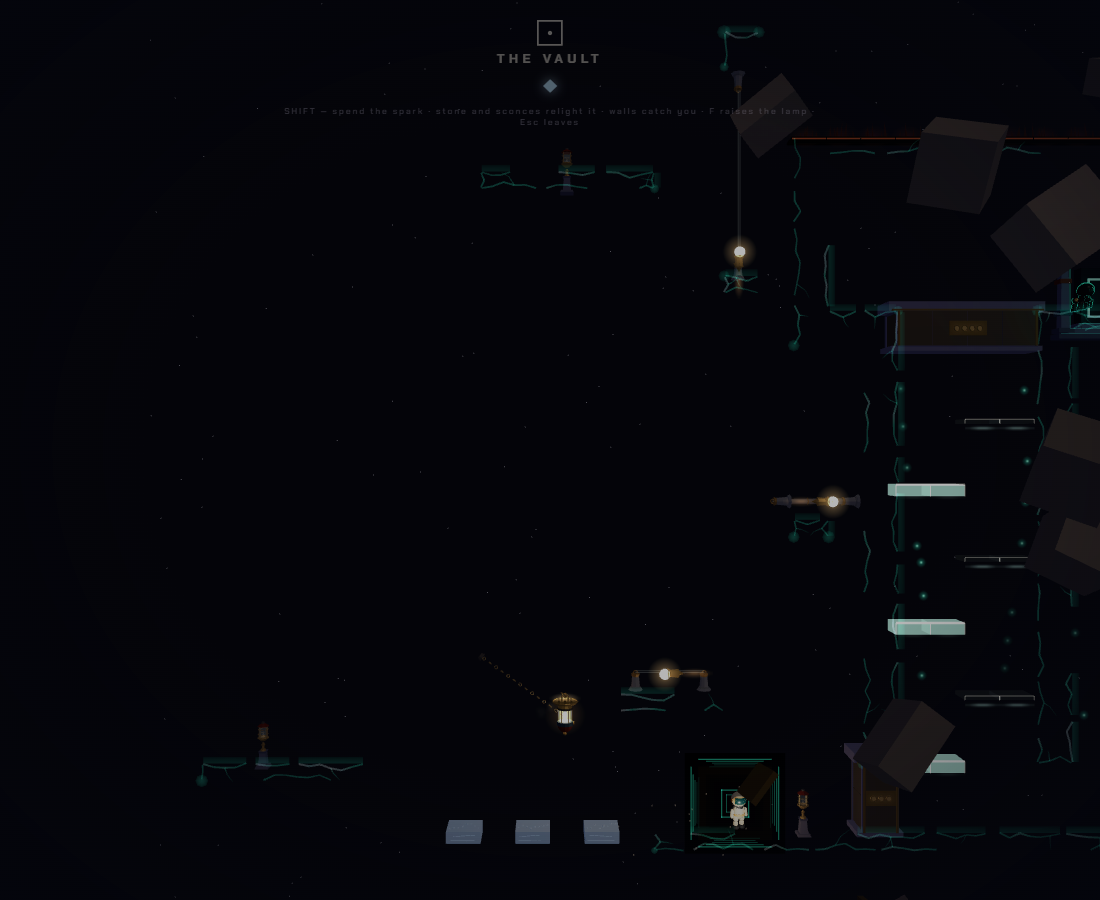 THE VAULT
SHIFT — spend the spark · stone and sconces relight it · walls catch you · F raises the lamp
Esc leaves